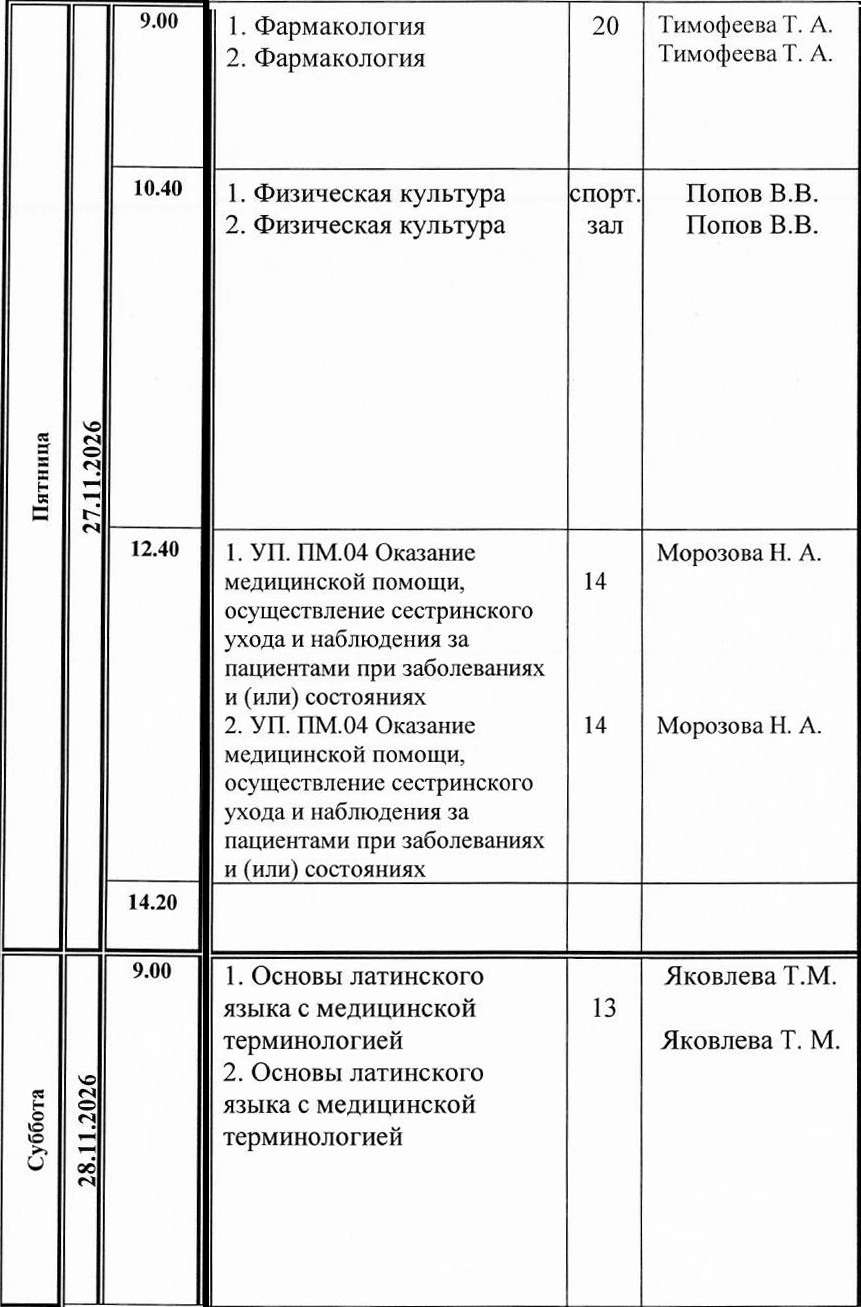 Пятница
27.11.2026
9.00
1. Фармакология
2. Фармакология
20
Тимофеева Т. А.
Тимофеева Т. А.
10.40
1. Физическая культура
2. Физическая культура
спорт.
зал
Попов В.В.
Попов В.В.
12.40
1. УП. ПМ.04 Оказание
медицинской помощи,
осуществление сестринского
ухода и наблюдения за
пациентами при заболеваниях
и (или) состояниях
14
Морозова Н. А.
2. УП. ПМ.04 Оказание
медицинской помощи,
осуществление сестринского
ухода и наблюдения за
пациентами при заболеваниях
и (или) состояниях
14
Морозова Н. А.
14.20
Суббота
28.11.2026
9.00
1. Основы латинского
языка с медицинской
терминологией
2. Основы латинского
языка с медицинской
терминологией
13
Яковлева Т.М.
Яковлева Т. М.